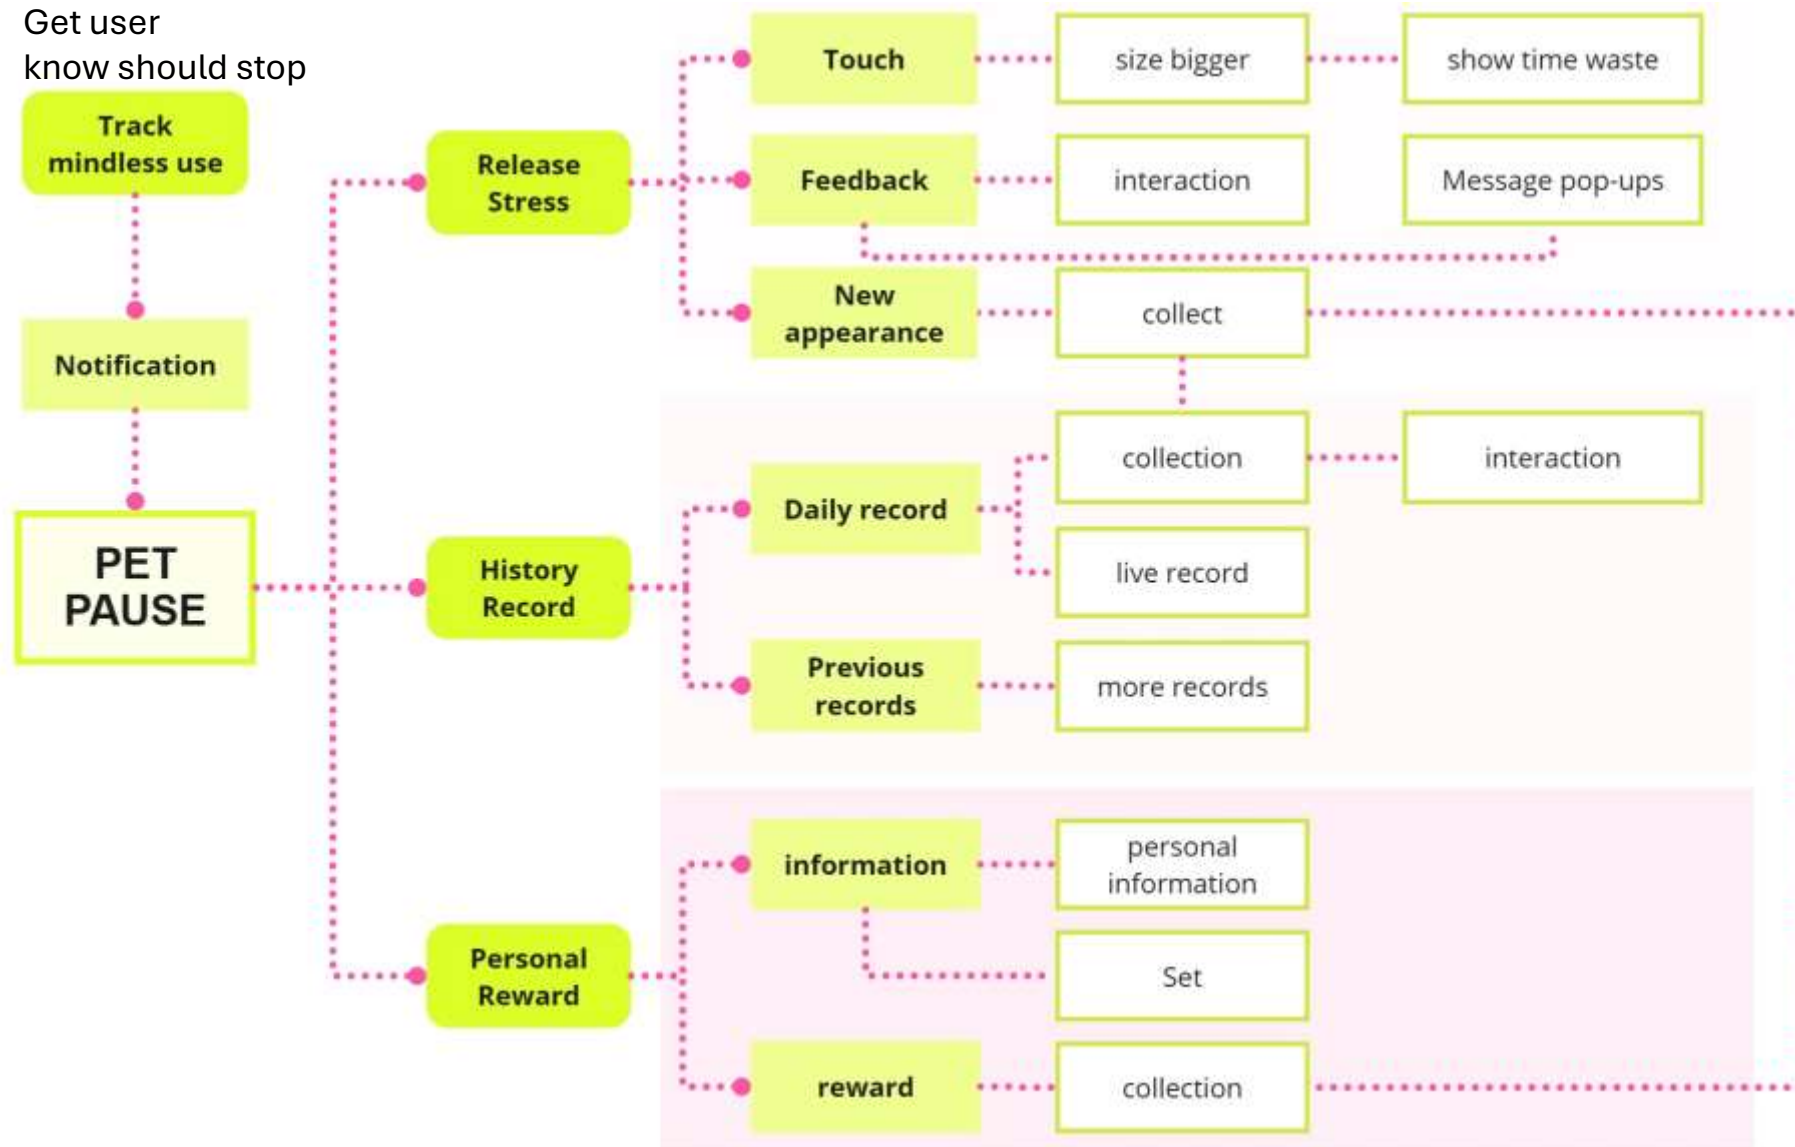 Get user
know should stop
Track
mindless use
Notification
PET
PAUSE
Release
Stress
Touch
size bigger
show time waste
Feedback
interaction
Message pop-ups
New
appearance
collect
History
Record
Daily record
collection
interaction
live record
Previous
records
more records
Personal
Reward
information
personal
information
Set
reward
collection